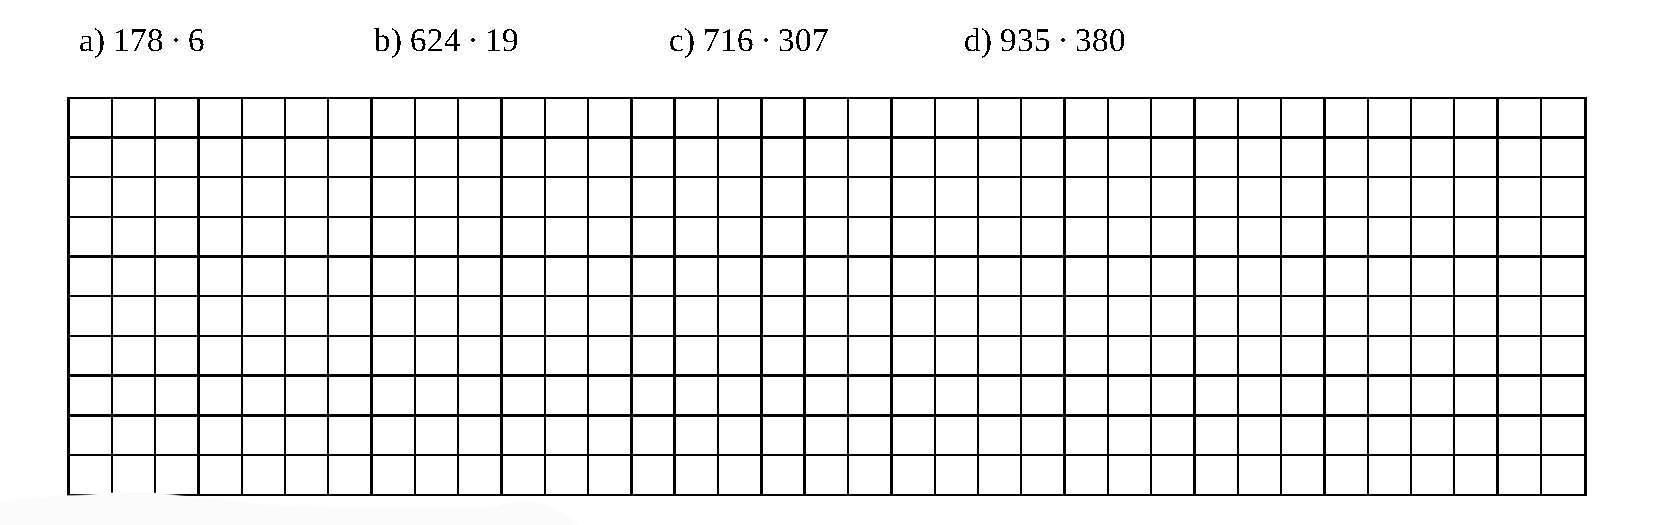 a) 178 · 6 b) 624 · 19 c) 716 · 307 d) 935 · 380